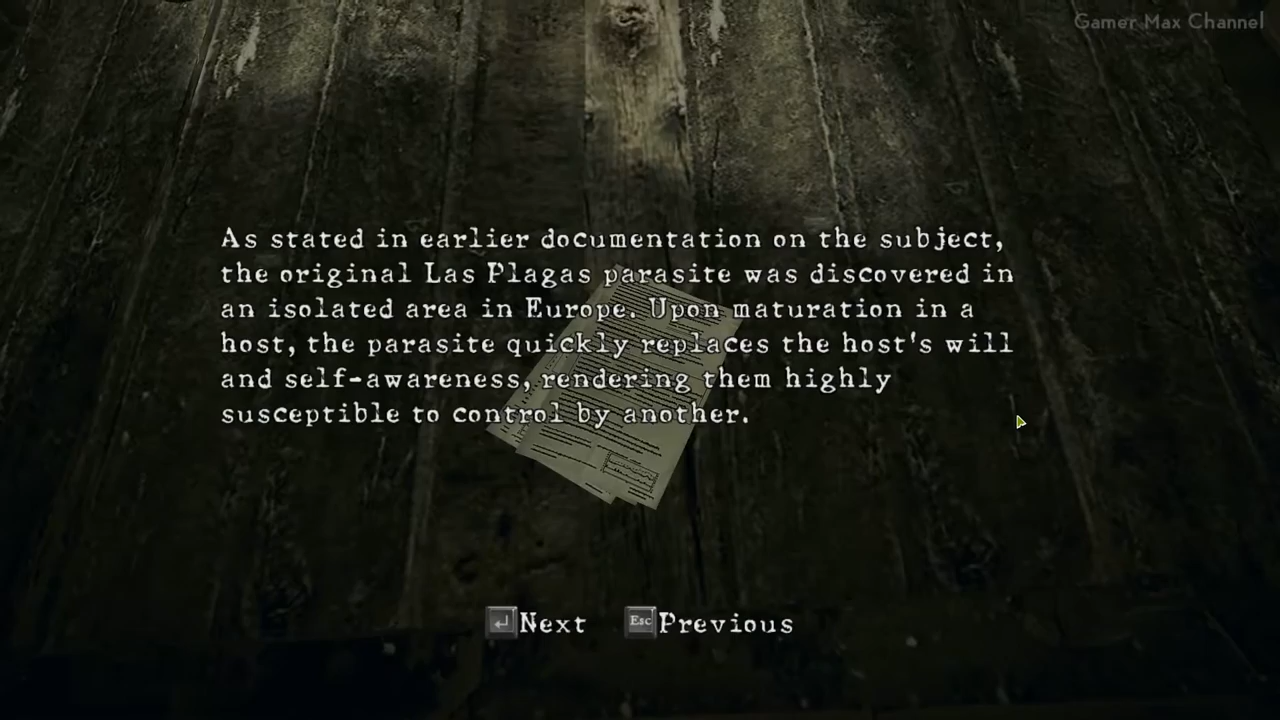 Gamer Max Channel
As stated in earlier documentation on the subject,
the original Las Plagas parasite was discovered in
an isolated area in Europe. Upon maturation in a
host, the parasite quickly replaces the host's will
and self-awareness, rendering them highly
susceptible to control by another.
Next Esc Previous